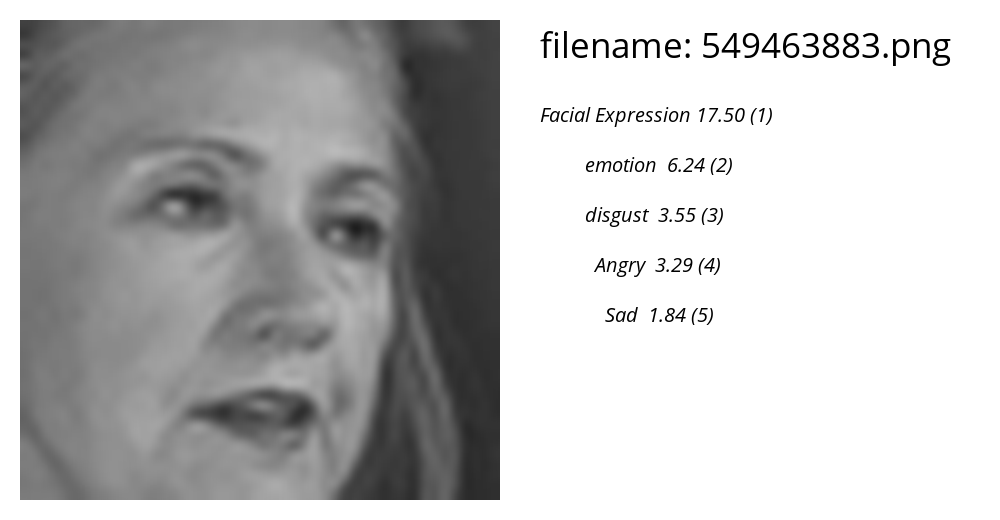 filename: 549463883.png
Facial Expression 17.50 (1)
emotion 6.24 (2)
disgust 3.55 (3)
Angry 3.29 (4)
Sad 1.84 (5)